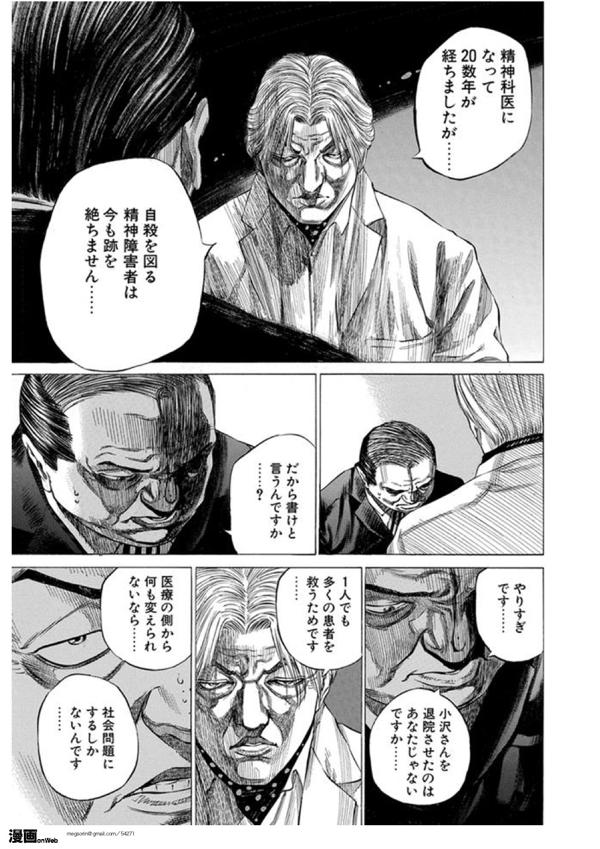 精神科医に
なって
20数年が
経ちましたが……
自殺を図る
精神障害者は
今も跡を
絶ちません
……
だから書けと
言うんですか
……?
やりすぎ
です……
小沢さんを
退院させたのは
あなたじゃない
ですか……
1人でも
多くの患者を
救うためです
……
医療の側から
何も変えられ
ないなら……
社会問題に
するしか
ないんです
……
漫画 on Web
megaorin@gmail.com/54271